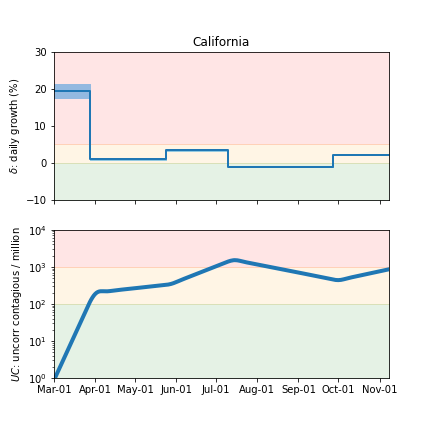 California
30
20
10
0
−10
δ: daily growth (%)
10⁴
10³
10²
10¹
10⁰
UC: uncorr contagious / million
Mar-01 Apr-01 May-01 Jun-01 Jul-01 Aug-01 Sep-01 Oct-01 Nov-01